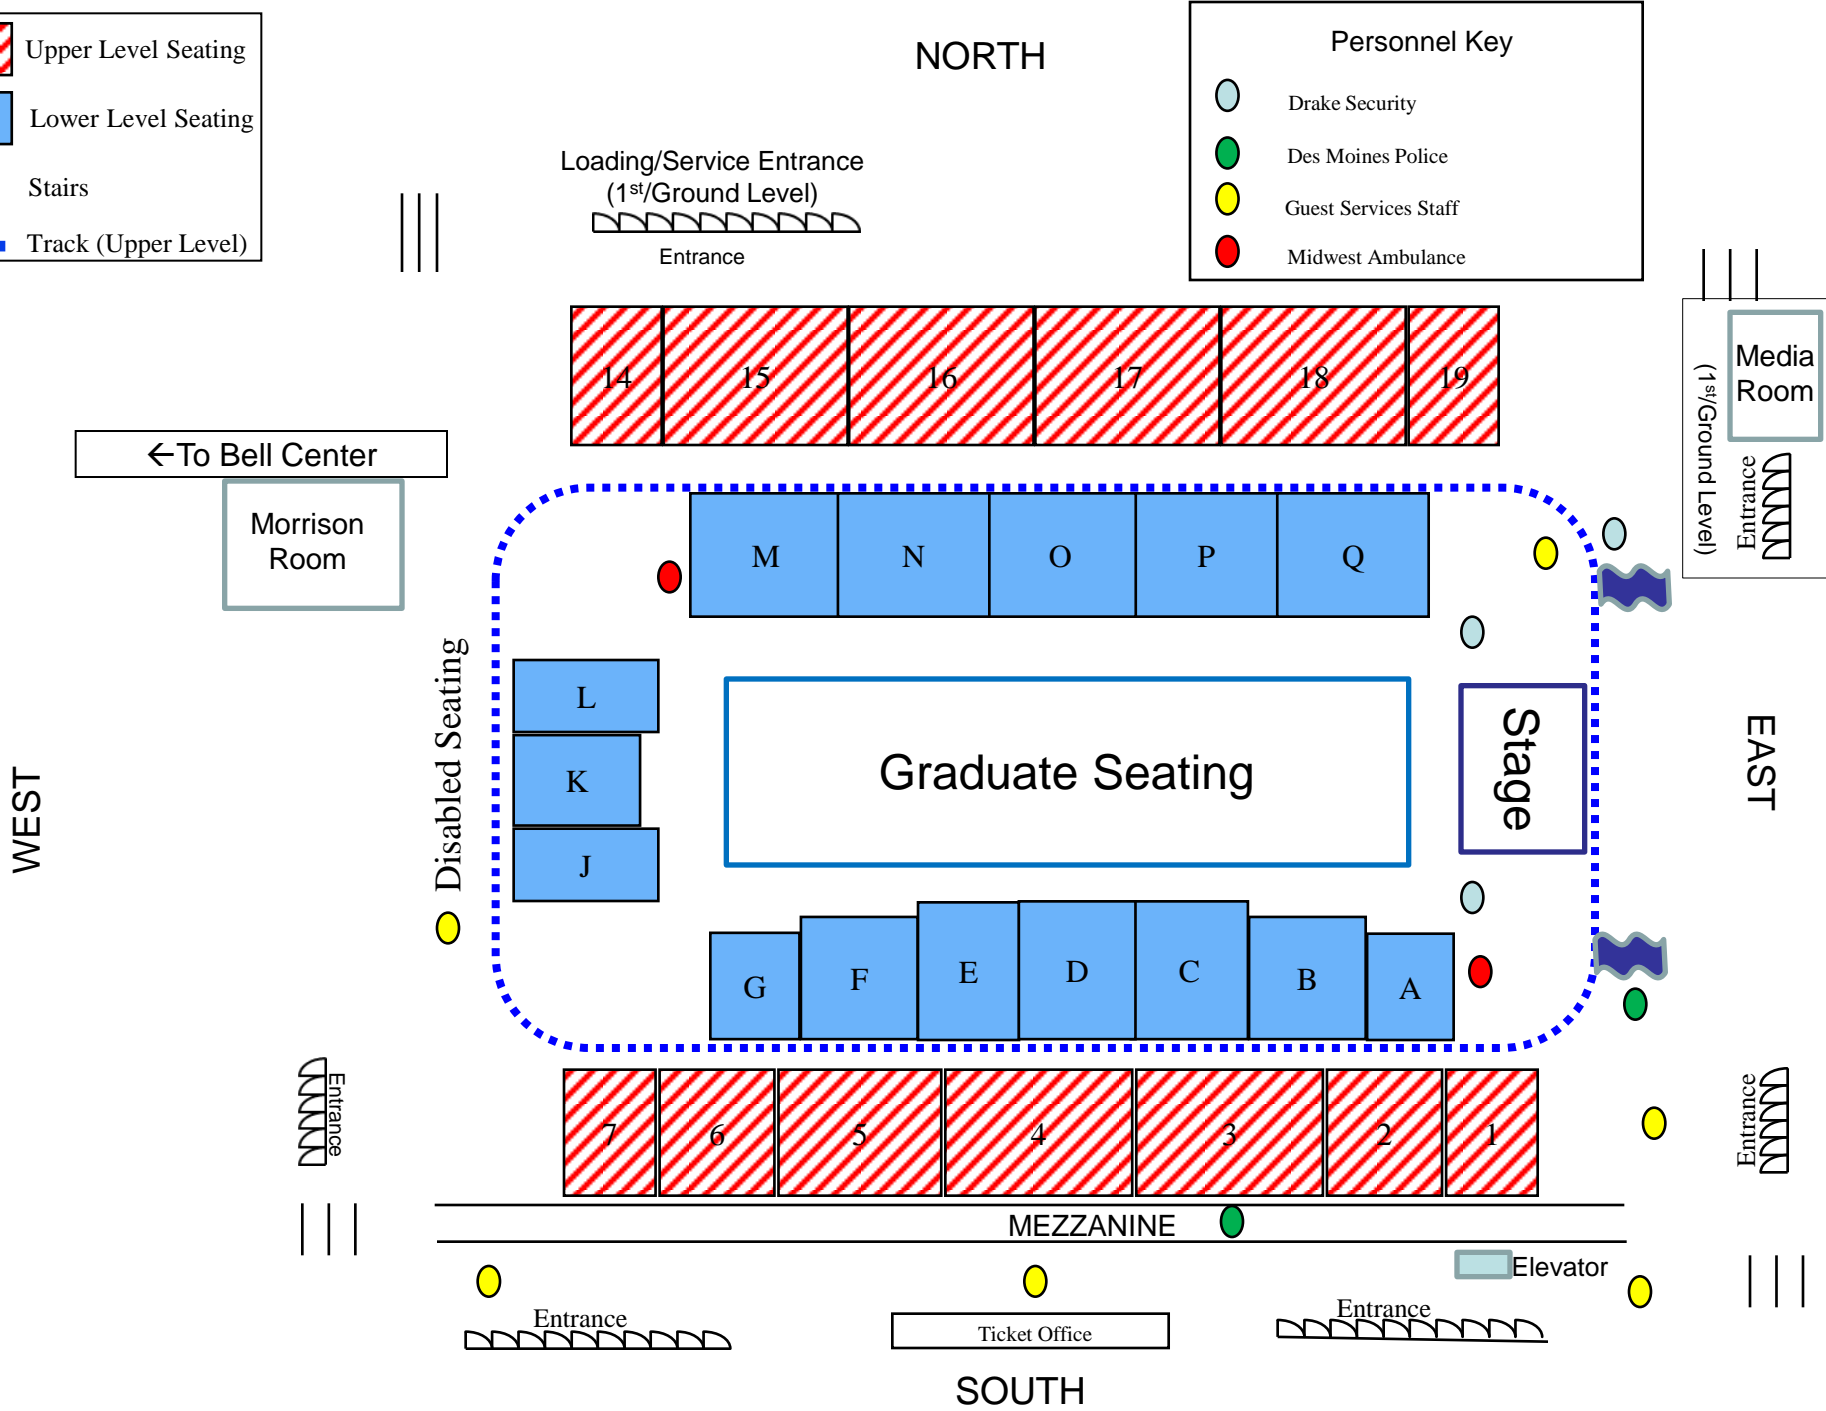 Upper Level Seating
Lower Level Seating
Stairs
Track (Upper Level)
NORTH
Personnel Key
Drake Security
Des Moines Police
Guest Services Staff
Midwest Ambulance
Loading/Service Entrance
(1st/Ground Level)
Entrance
14
15
16
17
18
19
Media
Room
(1st/Ground Level)
Entrance
←To Bell Center
Morrison
Room
M
N
O
P
Q
Disabled Seating
L
K
J
Graduate Seating
Stage
WEST
EAST
G
F
E
D
C
B
A
Entrance
7
6
5
4
3
2
1
Entrance
MEZZANINE
Elevator
Entrance
Ticket Office
Entrance
SOUTH